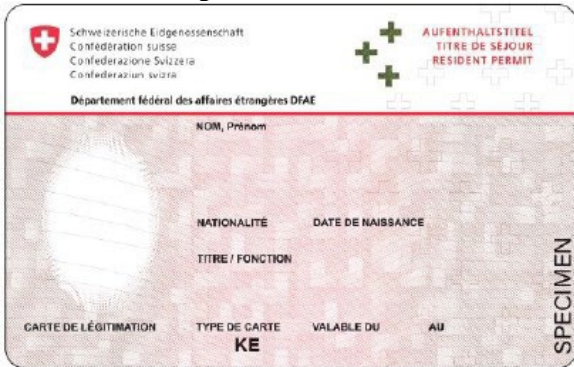 Schweizerische Eidgenossenschaft
Confédération suisse
Confederazione Svizzera
Confederaziun svizra
Département fédéral des affaires étrangères DFAE
AUFENTHALTSTITEL
TITRE DE SÉJOUR
RESIDENT PERMIT
NOM, Prénom
NATIONALITÉ DATE DE NAISSANCE
TITRE / FONCTION
CARTE DE LÉGITIMATION TYPE DE CARTE VALABLE DU AU
KE
SPECIMEN